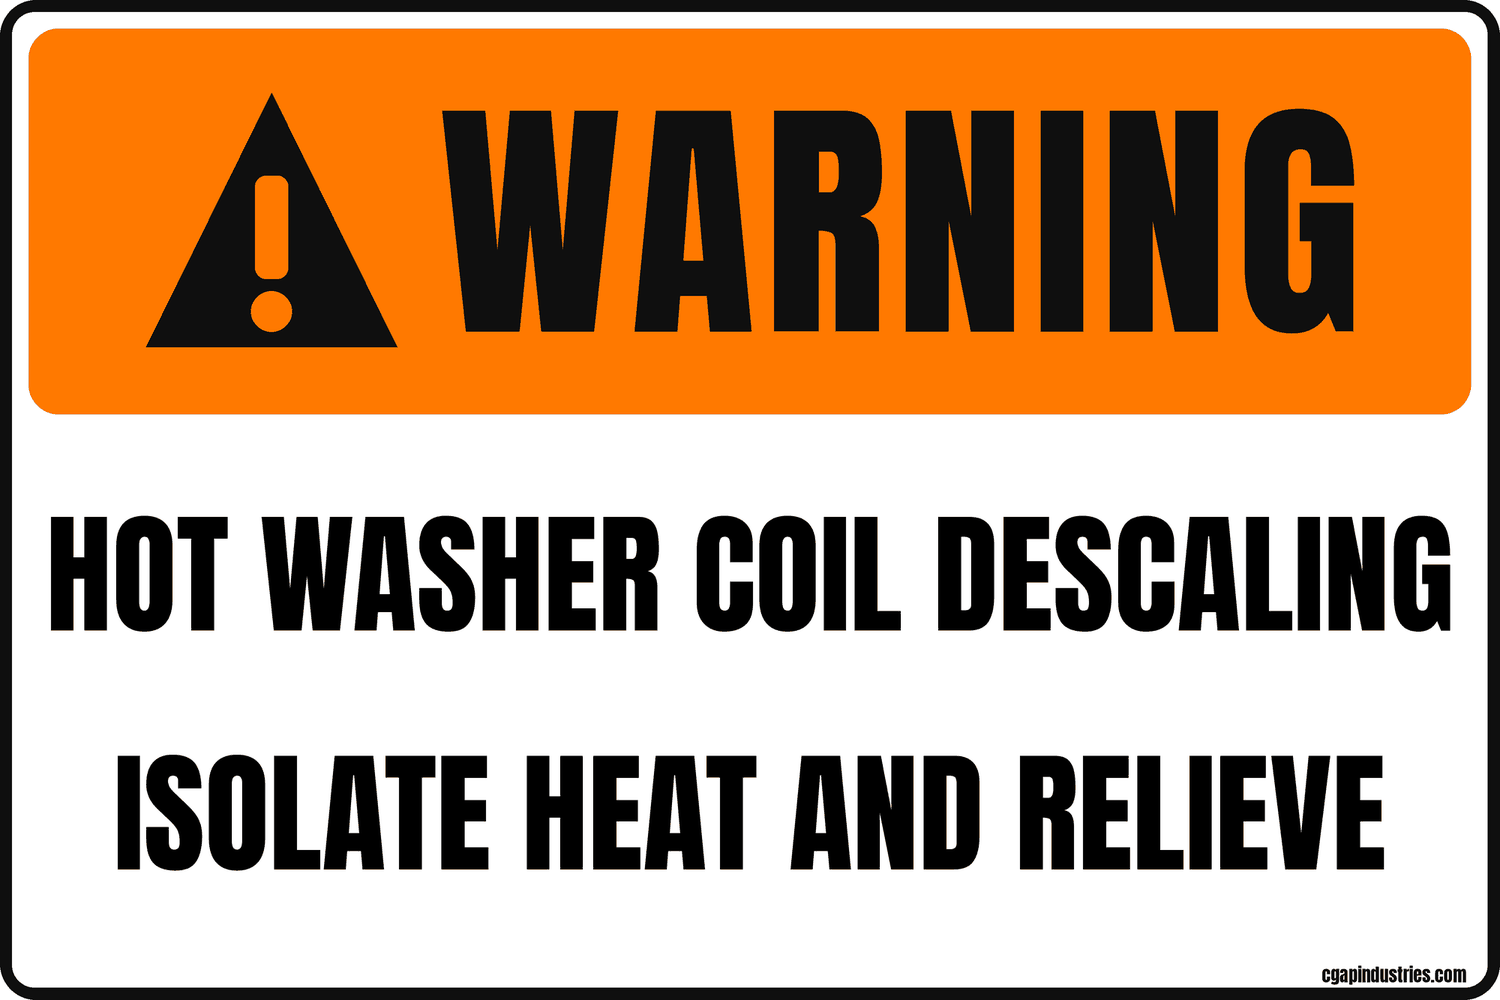 WARNING
HOT WASHER COIL DESCALING
ISOLATE HEAT AND RELIEVE
cgapindustries.com